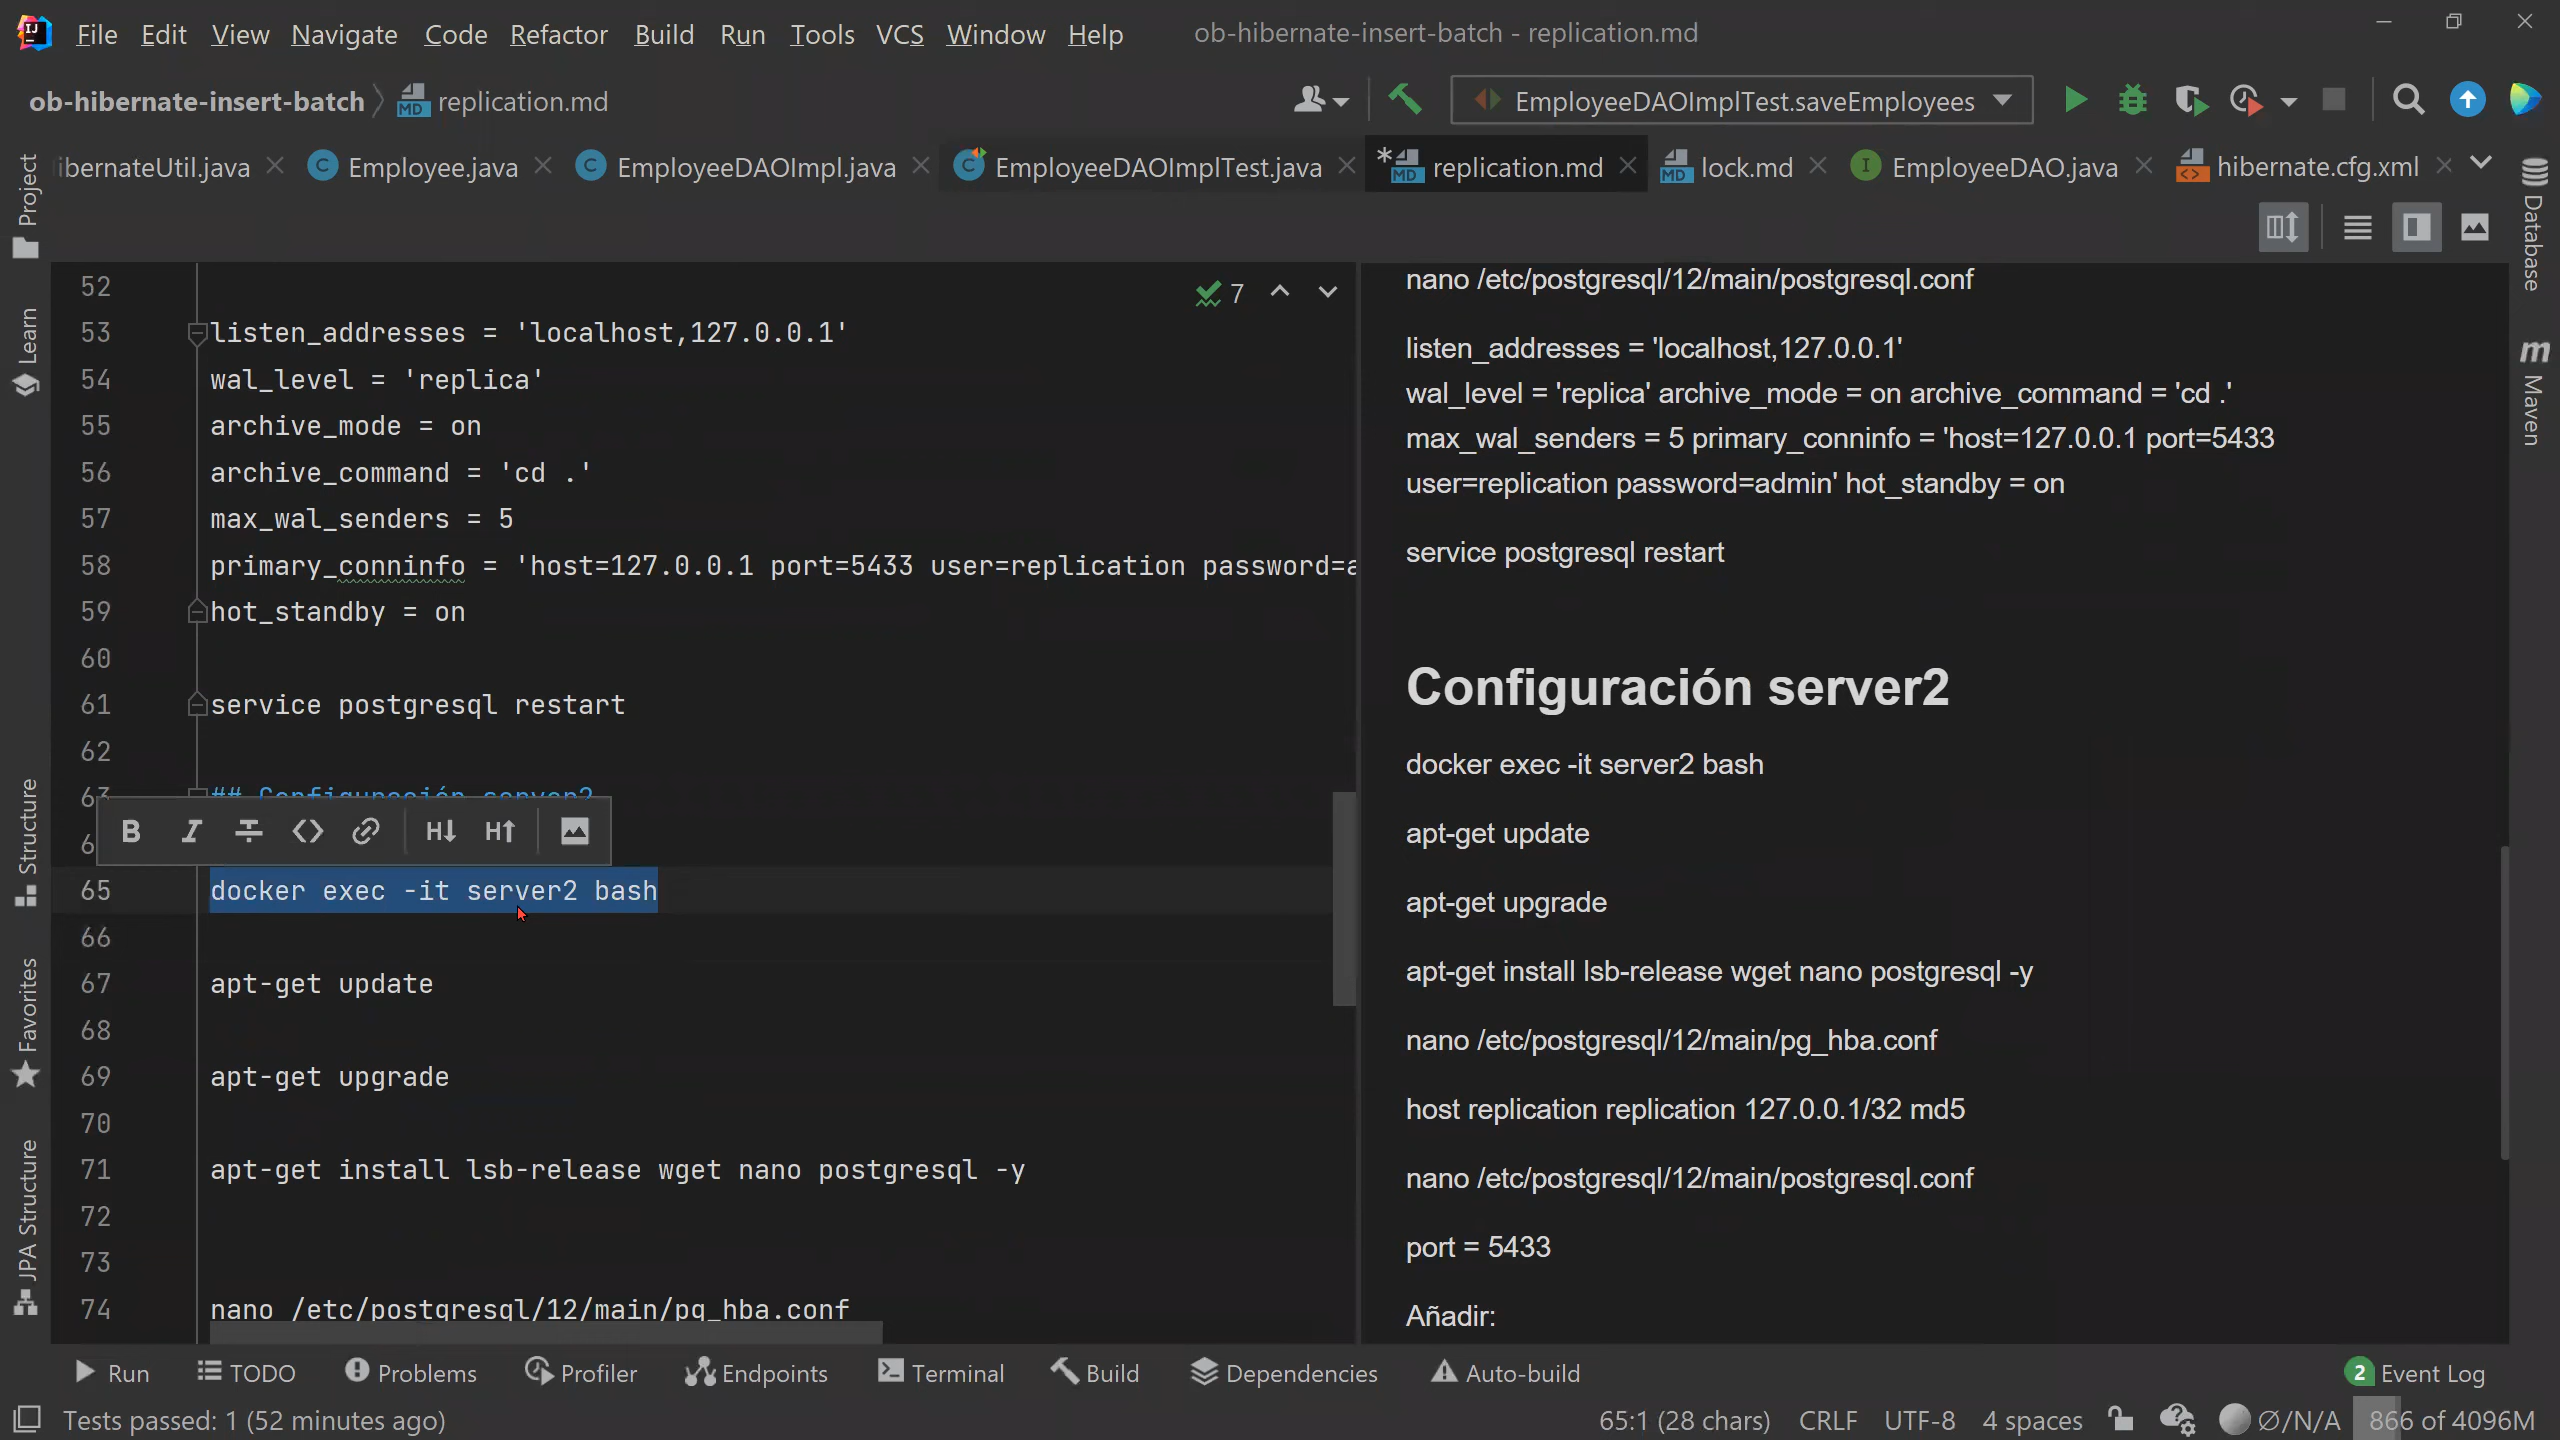 File Edit View Navigate Code Refactor Build Run Tools VCS Window Help ob-hibernate-insert-batch - replication.md
ob-hibernate-insert-batch replication.md EmployeeDAOImplTest.saveEmployees
ibernateUtil.java Employee.java EmployeeDAOImpl.java EmployeeDAOImplTest.java replication.md lock.md EmployeeDAO.java hibernate.cfg.xml
Project
Learn
Structure
Favorites
JPA Structure
7
52
53 listen_addresses = 'localhost,127.0.0.1'
54 wal_level = 'replica'
55 archive_mode = on
56 archive_command = 'cd .'
57 max_wal_senders = 5
58 primary_conninfo = 'host=127.0.0.1 port=5433 user=replication password=a
59 hot_standby = on
60
61 service postgresql restart
62
63 ## Configuración server2
B I H↓ H↑
65 docker exec -it server2 bash
66
67 apt-get update
68
69 apt-get upgrade
70
71 apt-get install lsb-release wget nano postgresql -y
72
73
74 nano /etc/postgresql/12/main/pg_hba.conf
nano /etc/postgresql/12/main/postgresql.conf
listen_addresses = 'localhost,127.0.0.1'
wal_level = 'replica' archive_mode = on archive_command = 'cd .'
max_wal_senders = 5 primary_conninfo = 'host=127.0.0.1 port=5433
user=replication password=admin' hot_standby = on
service postgresql restart
Configuración server2
docker exec -it server2 bash
apt-get update
apt-get upgrade
apt-get install lsb-release wget nano postgresql -y
nano /etc/postgresql/12/main/pg_hba.conf
host replication replication 127.0.0.1/32 md5
nano /etc/postgresql/12/main/postgresql.conf
port = 5433
Añadir:
Database
Maven
Run TODO Problems Profiler Endpoints Terminal Build Dependencies Auto-build 2 Event Log
Tests passed: 1 (52 minutes ago) 65:1 (28 chars) CRLF UTF-8 4 spaces Ø/N/A 866 of 4096M